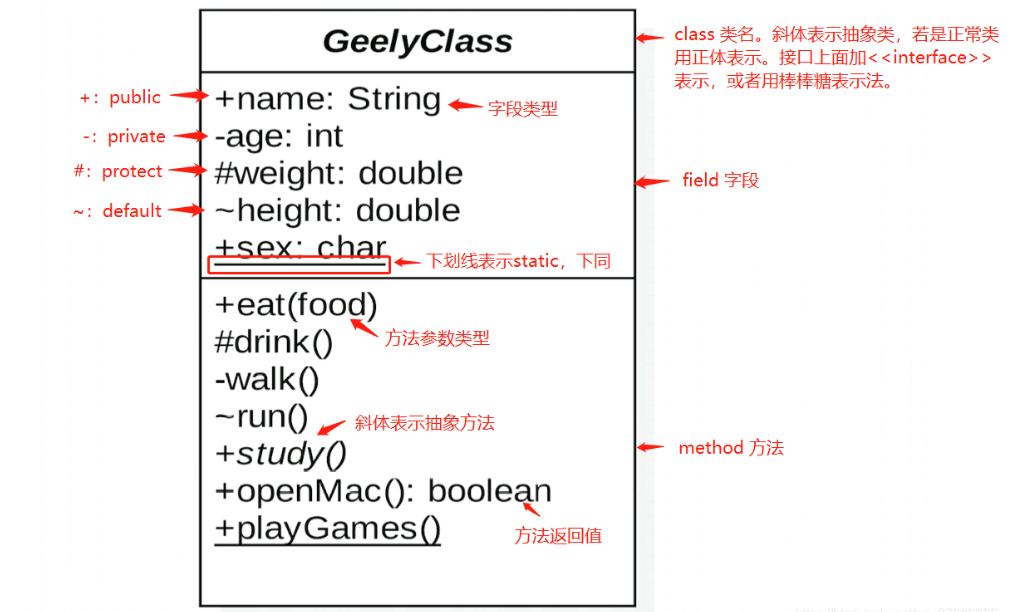 GeelyClass
class 类名。斜体表示抽象类，若是正常类
用正体表示。接口上面加<<interface>>
表示，或者用棒棒糖表示法。
+: public
+name: String
字段类型
-: private
-age: int
#: protect
#weight: double
field 字段
~: default
~height: double
+sex: char
下划线表示static，下同
+eat(food)
方法参数类型
#drink()
-walk()
~run()
斜体表示抽象方法
+study()
method 方法
+openMac(): boolean
+playGames()
方法返回值